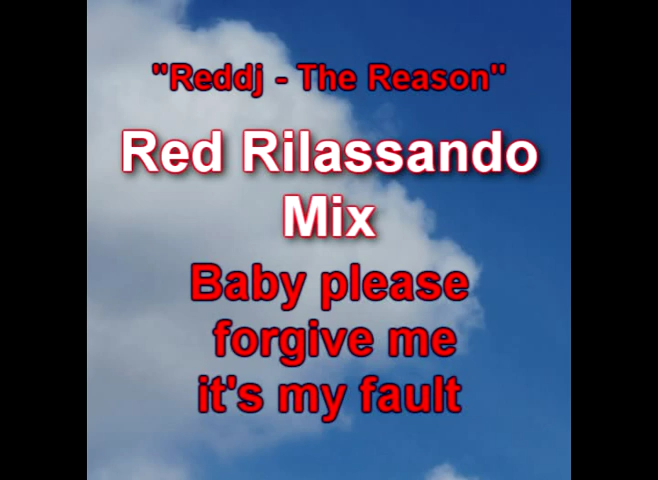 "Reddj - The Reason"
Red Rilassando
Mix
Baby please
forgive me
it's my fault